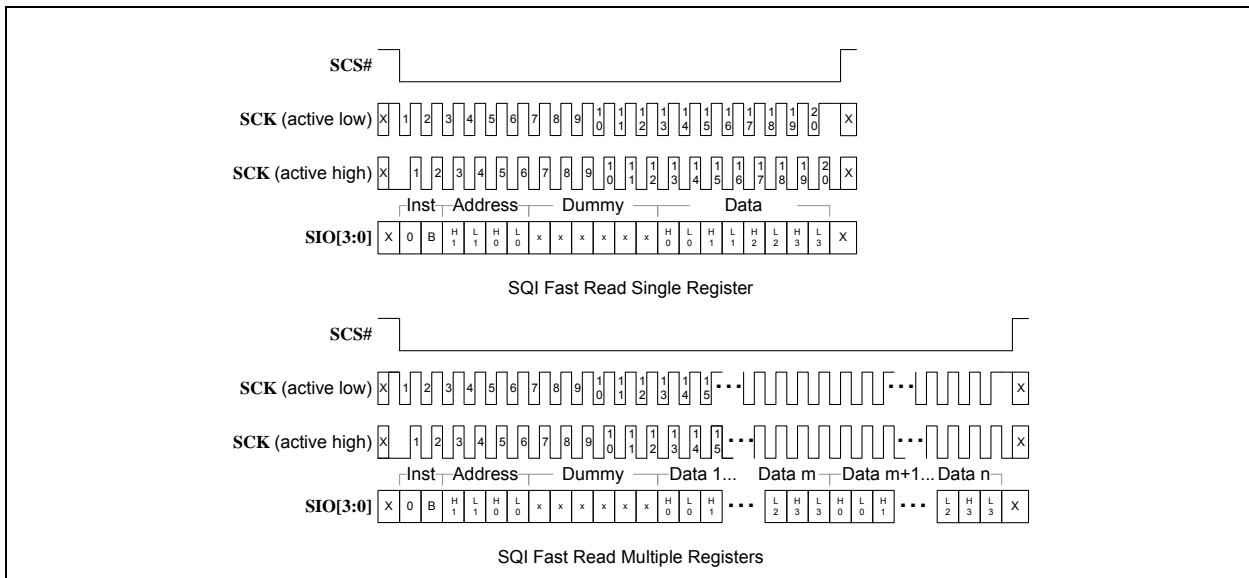 SCS#
SCK (active low) X 1 2 3 4 5 6 7 8 9 10 11 12 13 14 15 16 17 18 19 20 X
SCK (active high) X 1 2 3 4 5 6 7 8 9 10 11 12 13 14 15 16 17 18 19 20 X
Inst Address Dummy Data
SIO[3:0] X 0 B H1 L1 H0 L0 x x x x x x H0 L0 H1 L1 H2 L2 H3 L3 X
SQI Fast Read Single Register
SCS#
SCK (active low) X 1 2 3 4 5 6 7 8 9 10 11 12 13 14 15 ... ... X
SCK (active high) X 1 2 3 4 5 6 7 8 9 10 11 12 13 14 15 ... ... X
Inst Address Dummy Data 1... Data m Data m+1... Data n
SIO[3:0] X 0 B H1 L1 H0 L0 x x x x x x H0 L0 H1 ... L2 H3 L3 H0 L0 H1 ... L2 H3 L3 X
SQI Fast Read Multiple Registers